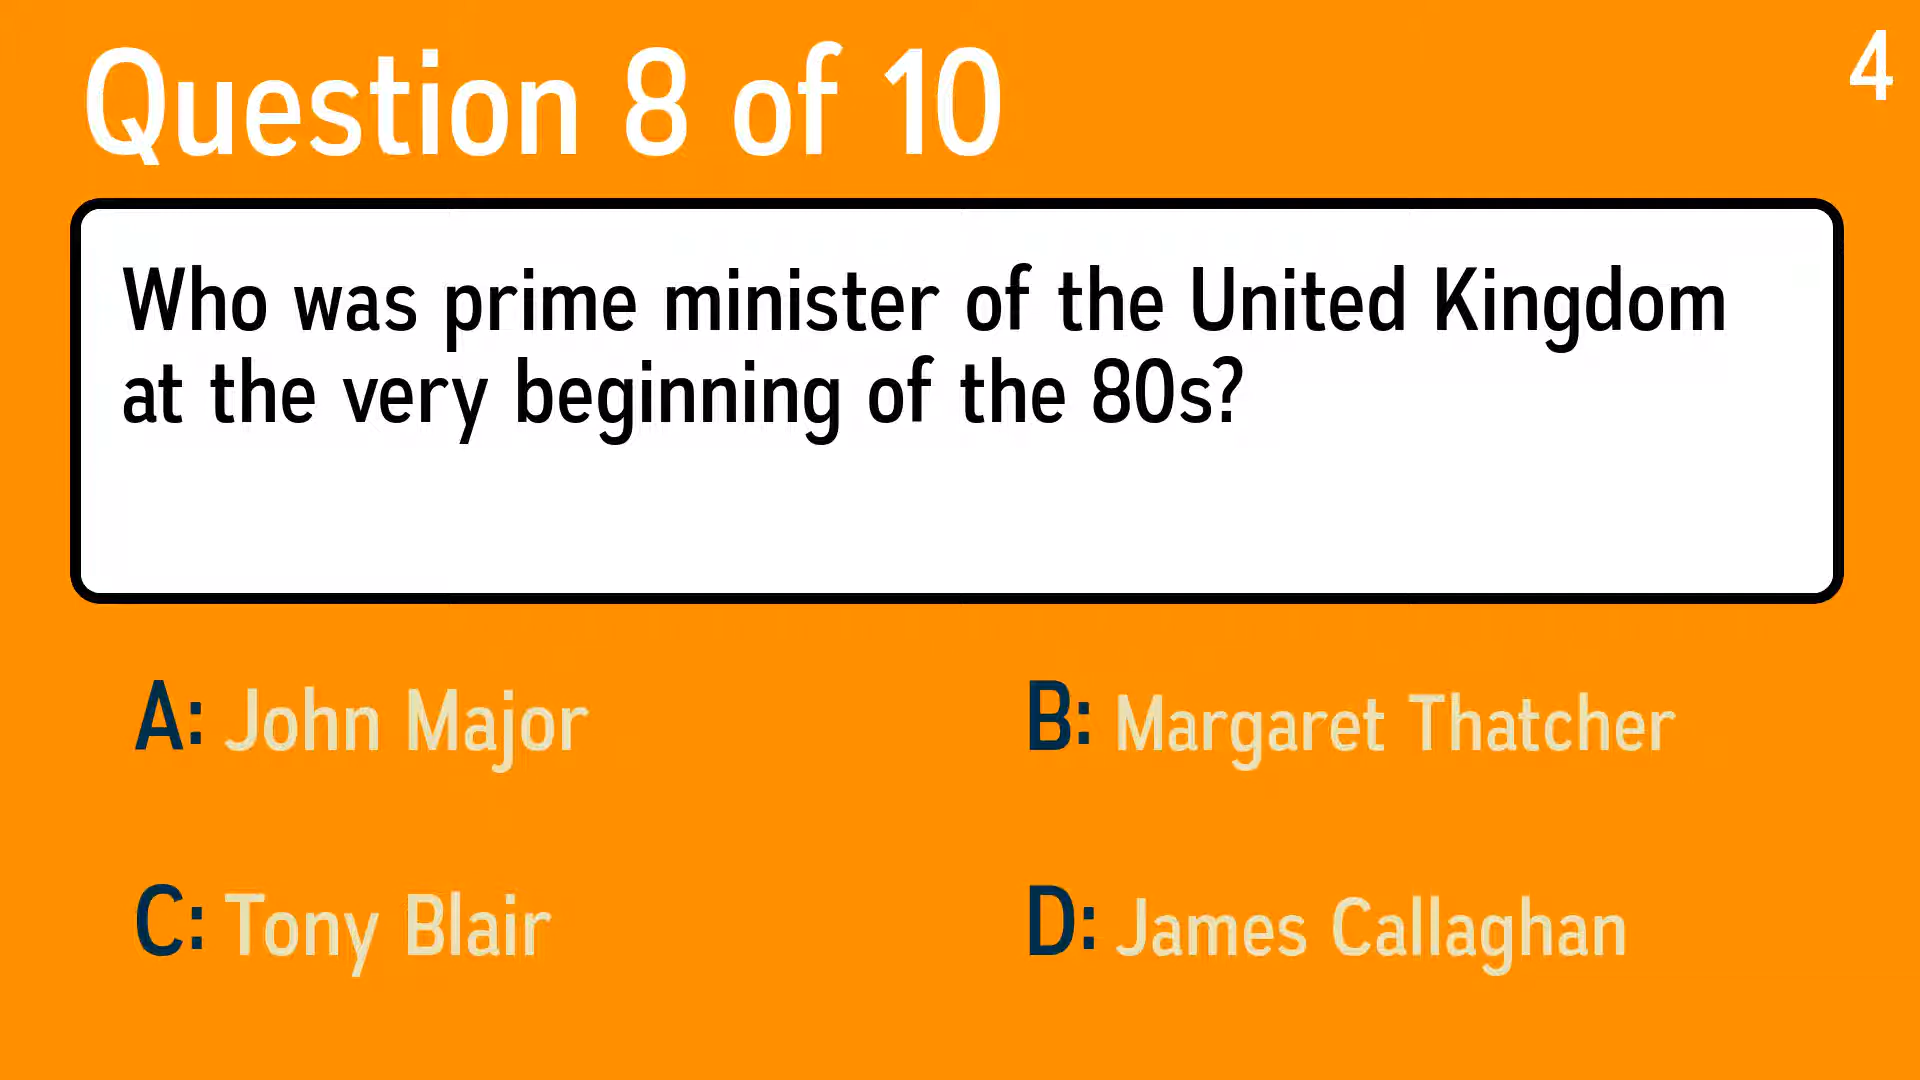 Question 8 of 10
4
Who was prime minister of the United Kingdom
at the very beginning of the 80s?
A: John Major
B: Margaret Thatcher
C: Tony Blair
D: James Callaghan